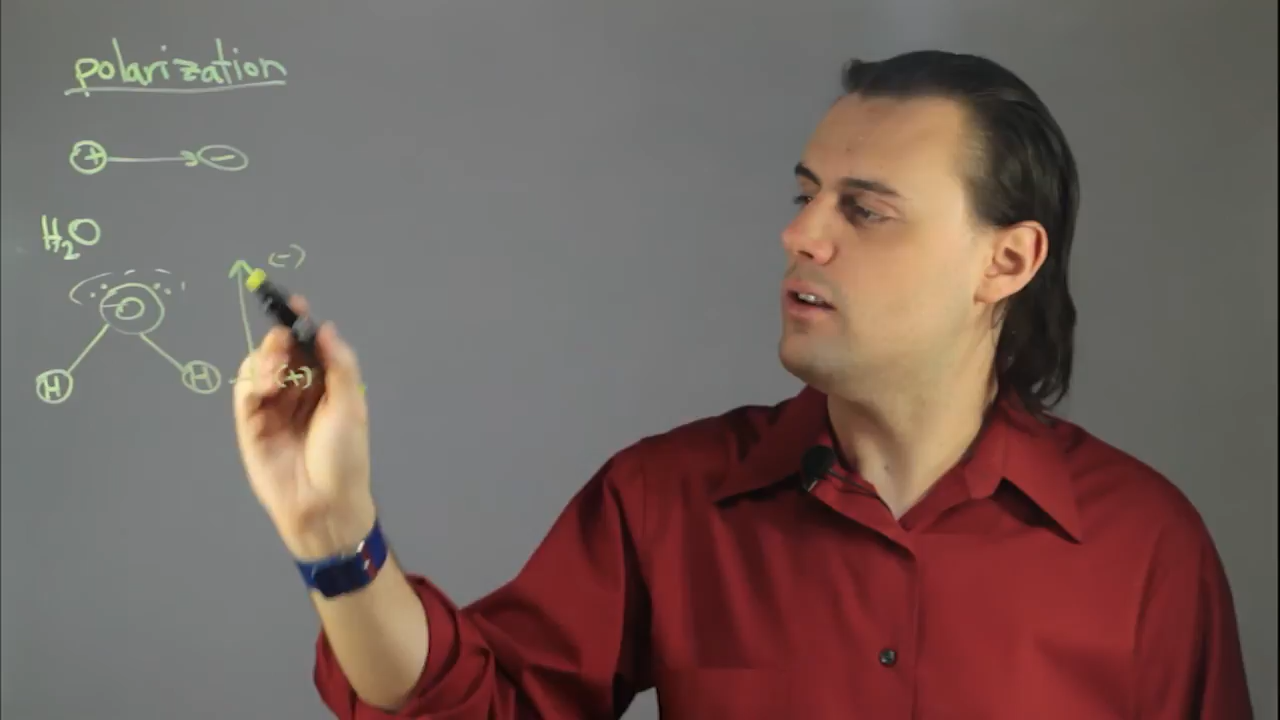 polarization
+ → -
H₂O
(-)
O
H H (+)